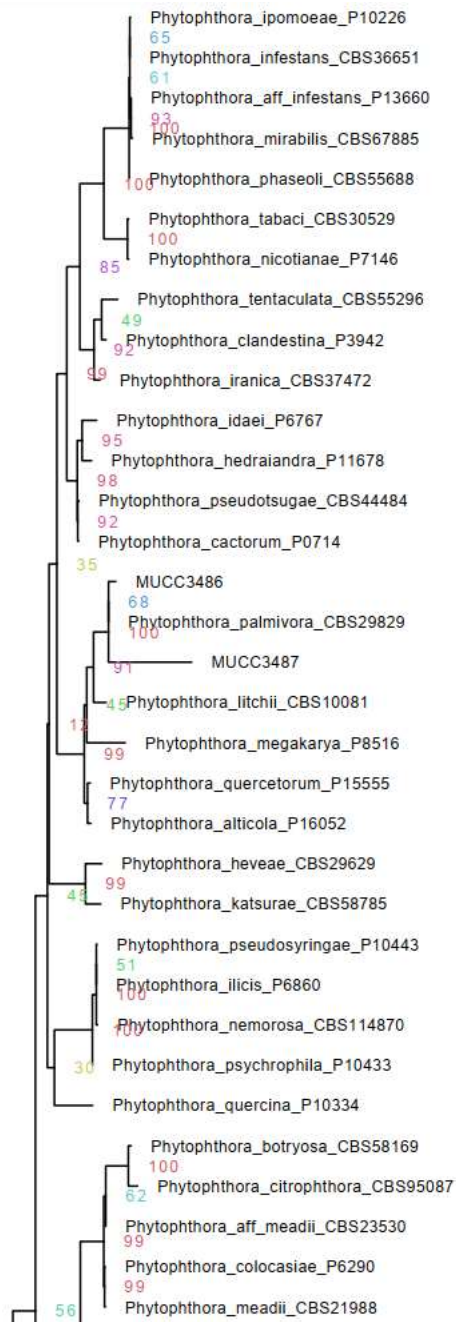 Phytophthora_ipomoeae_P10226
65
Phytophthora_infestans_CBS36651
61
Phytophthora_aff_infestans_P13660
93
100
Phytophthora_mirabilis_CBS67885
100
Phytophthora_phaseoli_CBS55688
Phytophthora_tabaci_CBS30529
100
Phytophthora_nicotianae_P7146
85
Phytophthora_tentaculata_CBS55296
49
Phytophthora_clandestina_P3942
92
99
Phytophthora_iranica_CBS37472
Phytophthora_idaei_P6767
95
Phytophthora_hedraiandra_P11678
98
Phytophthora_pseudotsugae_CBS44484
92
Phytophthora_cactorum_P0714
35
MUCC3486
68
Phytophthora_palmivora_CBS29829
100
MUCC3487
91
45
Phytophthora_litchii_CBS10081
12
Phytophthora_megakarya_P8516
99
Phytophthora_quercetorum_P15555
77
Phytophthora_alticola_P16052
Phytophthora_heveae_CBS29629
99
45
Phytophthora_katsurae_CBS58785
Phytophthora_pseudosyringae_P10443
51
Phytophthora_ilicis_P6860
100
100
Phytophthora_nemorosa_CBS114870
30
Phytophthora_psychrophila_P10433
Phytophthora_quercina_P10334
Phytophthora_botryosa_CBS58169
100
62
Phytophthora_citrophthora_CBS95087
Phytophthora_aff_meadii_CBS23530
99
Phytophthora_colocasiae_P6290
99
56
Phytophthora_meadii_CBS21988